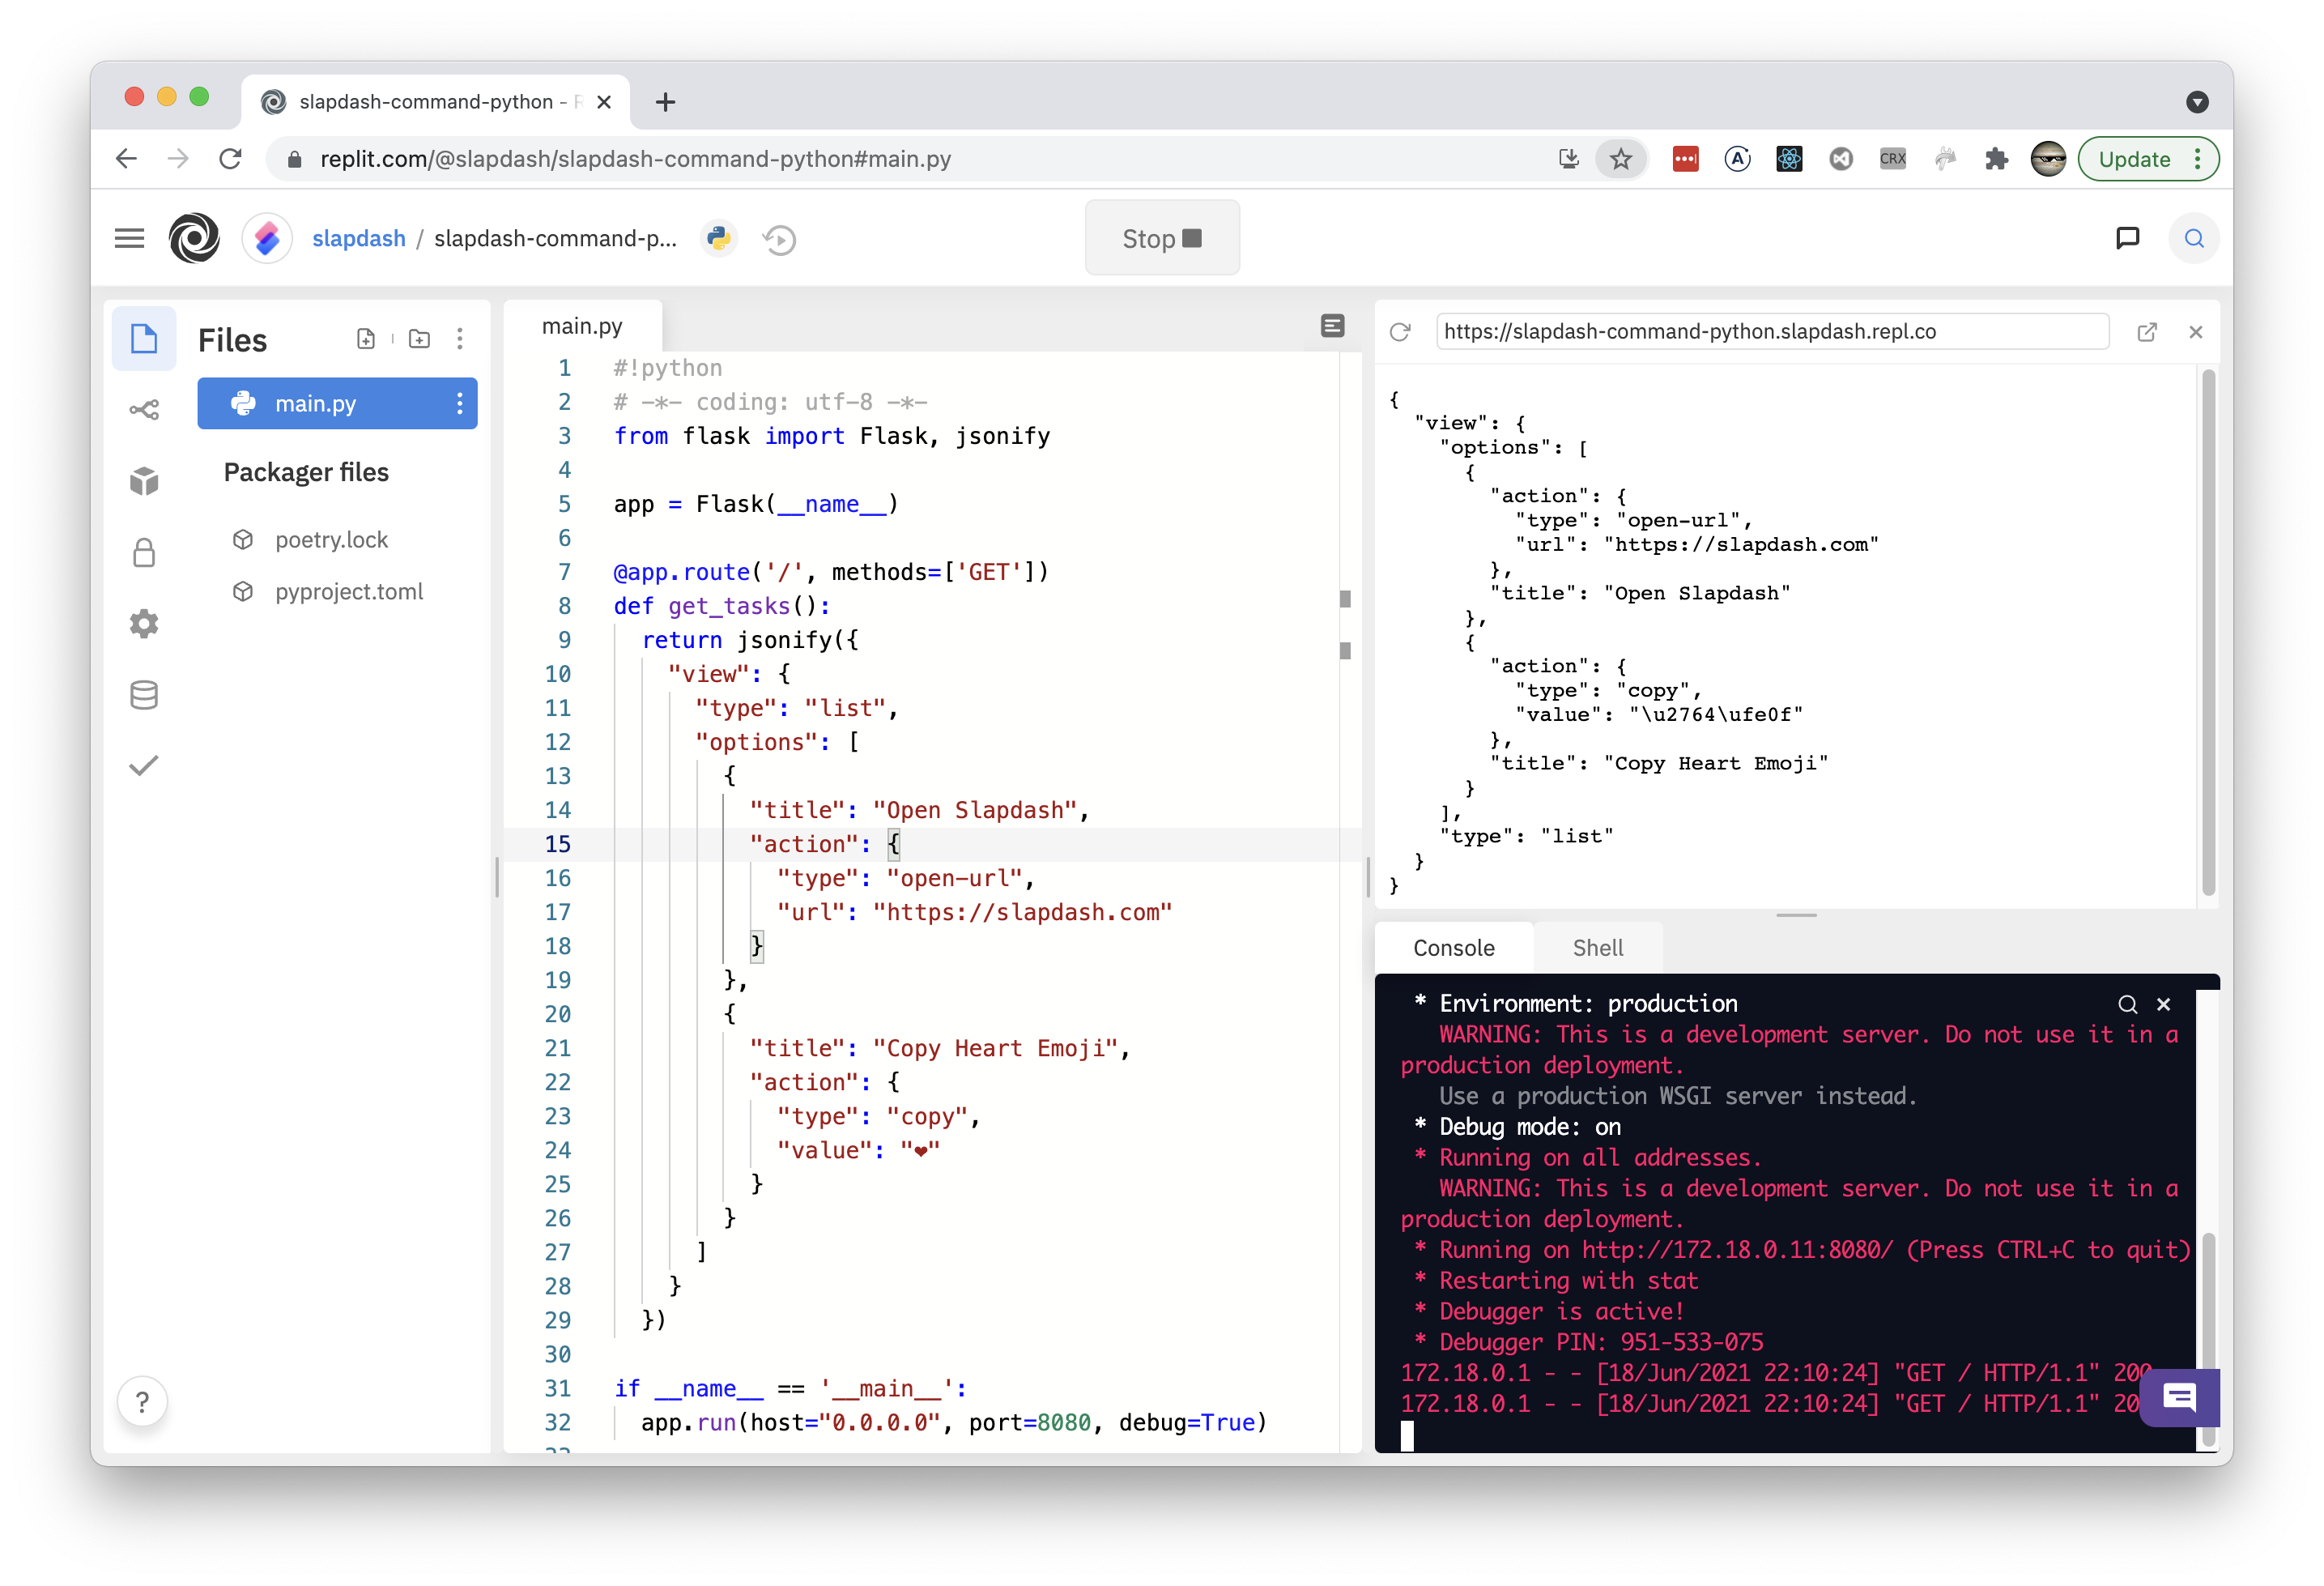 slapdash-command-python -
replit.com/@slapdash/slapdash-command-python#main.py
A
CRX
Update
slapdash / slapdash-command-p...
Stop
Files
main.py
Packager files
poetry.lock
pyproject.toml
?
main.py
1 #!python
2 # -*- coding: utf-8 -*-
3 from flask import Flask, jsonify
4
5 app = Flask(__name__)
6
7 @app.route('/', methods=['GET'])
8 def get_tasks():
9 return jsonify({
10 "view": {
11 "type": "list",
12 "options": [
13 {
14 "title": "Open Slapdash",
15 "action": {
16 "type": "open-url",
17 "url": "https://slapdash.com"
18 }
19 },
20 {
21 "title": "Copy Heart Emoji",
22 "action": {
23 "type": "copy",
24 "value": "❤"
25 }
26 }
27 ]
28 }
29 })
30
31 if __name__ == '__main__':
32 app.run(host="0.0.0.0", port=8080, debug=True)
https://slapdash-command-python.slapdash.repl.co
{
"view": {
"options": [
{
"action": {
"type": "open-url",
"url": "https://slapdash.com"
},
"title": "Open Slapdash"
},
{
"action": {
"type": "copy",
"value": "\u2764\ufe0f"
},
"title": "Copy Heart Emoji"
}
],
"type": "list"
}
}
Console
Shell
* Environment: production
WARNING: This is a development server. Do not use it in a
production deployment.
Use a production WSGI server instead.
* Debug mode: on
* Running on all addresses.
WARNING: This is a development server. Do not use it in a
production deployment.
* Running on http://172.18.0.11:8080/ (Press CTRL+C to quit)
* Restarting with stat
* Debugger is active!
* Debugger PIN: 951-533-075
172.18.0.1 - - [18/Jun/2021 22:10:24] "GET / HTTP/1.1" 200
172.18.0.1 - - [18/Jun/2021 22:10:24] "GET / HTTP/1.1" 20